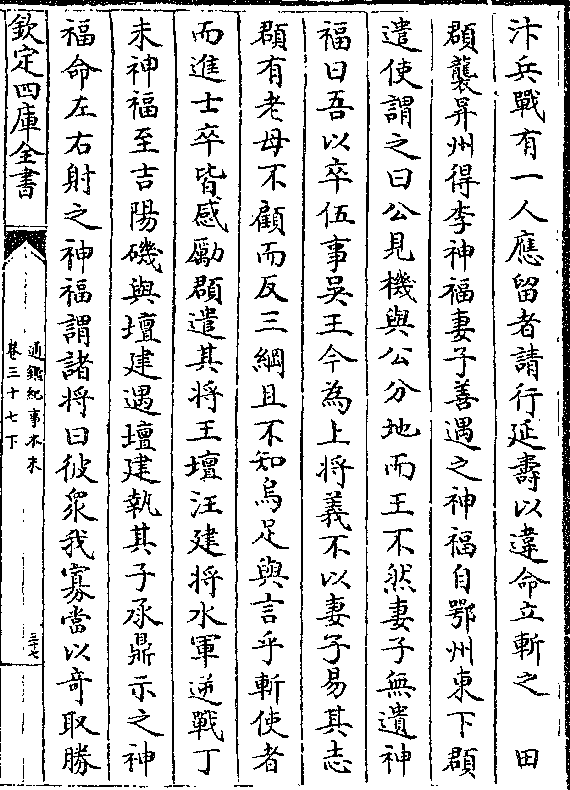 汴兵戰有一人應留者請行延壽以違命立斬之　田
頵襲昇州得李神福妻子善遇之神福自鄂州東下頵
遣使謂之曰公見機與公分地而王不然妻子無遺神
福曰吾以卒伍事吳王今為上將義不以妻子易其志
頵有老母不顧而反三綱且不知烏足與言乎斬使者
而進士卒皆感勵頵遣其將王壇汪建將水軍逆戰丁
未神福至吉陽磯與壇建遇壇建執其子承鼎示之神
福命左右射之神福謂諸將曰彼衆我寡當以奇取勝
欽定四庫全書
通鑑紀事本末
卷三十七下
三七